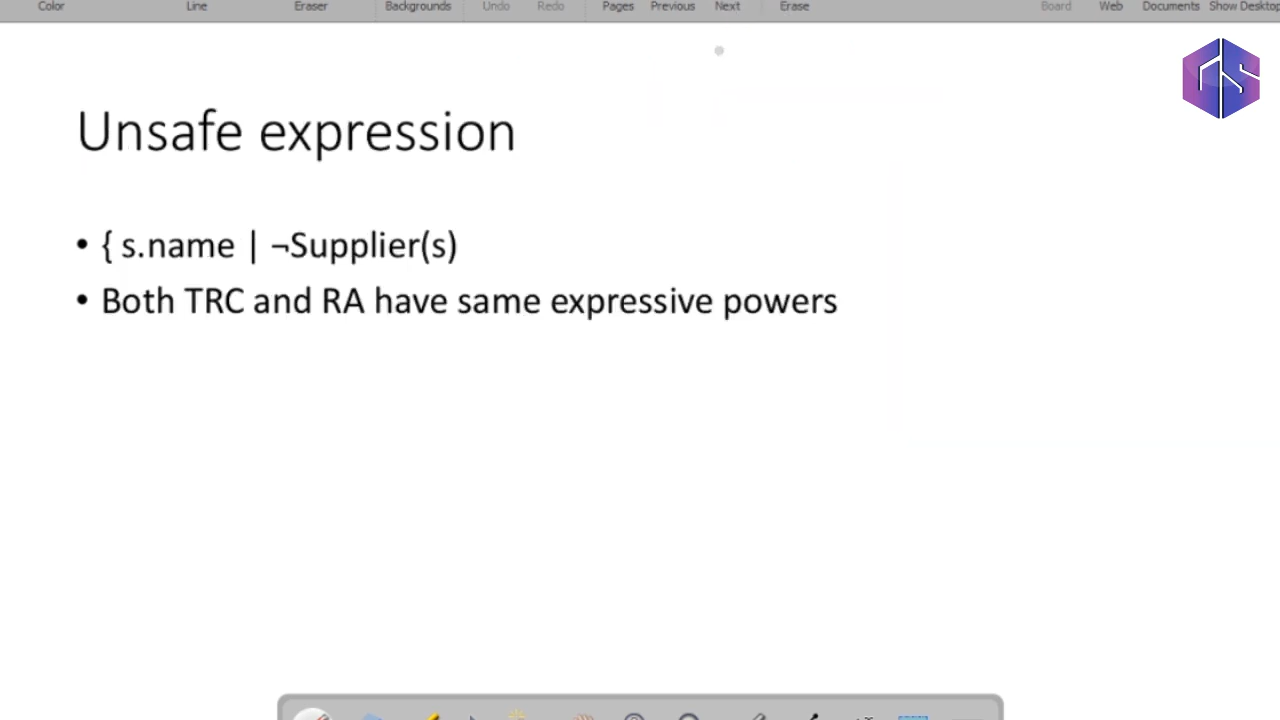 Color Line Eraser Backgrounds Undo Redo Pages Previous Next Erase Board Web Documents Show Desktop
Unsafe expression
• { s.name | ¬Supplier(s)
• Both TRC and RA have same expressive powers